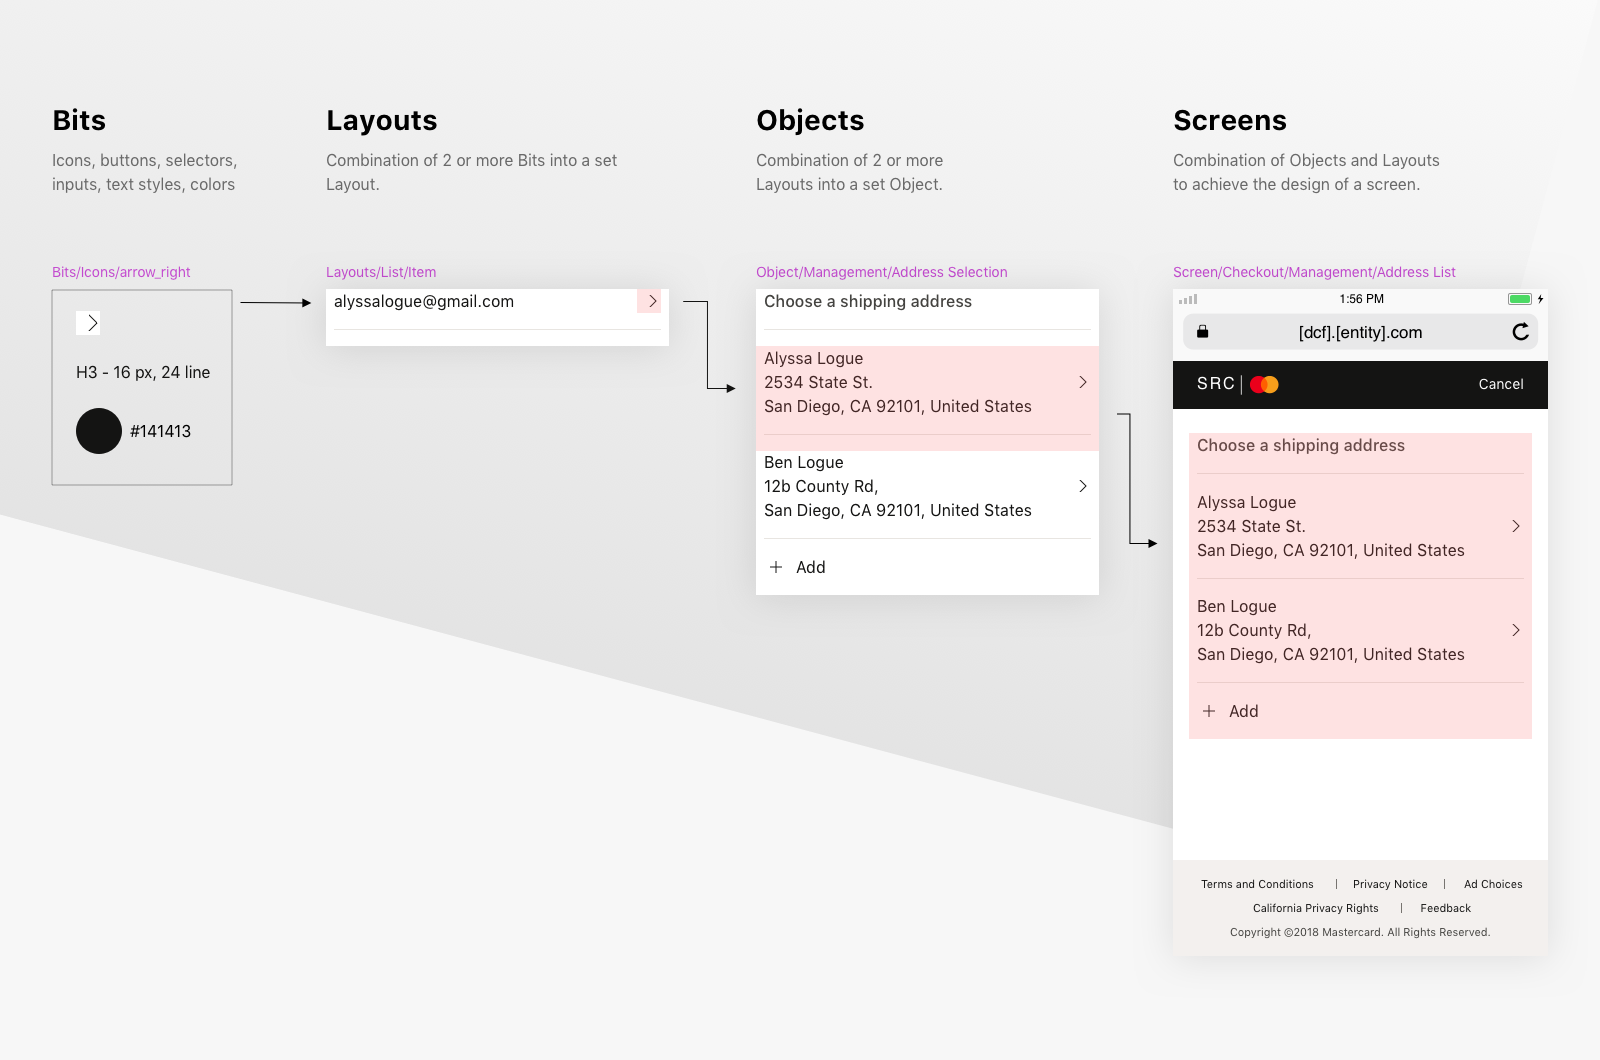 Bits
Icons, buttons, selectors,
inputs, text styles, colors
Bits/Icons/arrow_right
H3 - 16 px, 24 line
#141413
Layouts
Combination of 2 or more Bits into a set
Layout.
Layouts/List/Item
alyssalogue@gmail.com
Objects
Combination of 2 or more
Layouts into a set Object.
Object/Management/Address Selection
Choose a shipping address
Alyssa Logue
2534 State St.
San Diego, CA 92101, United States
Ben Logue
12b County Rd,
San Diego, CA 92101, United States
+ Add
Screens
Combination of Objects and Layouts
to achieve the design of a screen.
Screen/Checkout/Management/Address List
1:56 PM
[dcf].[entity].com
SRC
Cancel
Choose a shipping address
Alyssa Logue
2534 State St.
San Diego, CA 92101, United States
Ben Logue
12b County Rd,
San Diego, CA 92101, United States
+ Add
Terms and Conditions | Privacy Notice | Ad Choices
California Privacy Rights | Feedback
Copyright ©2018 Mastercard. All Rights Reserved.